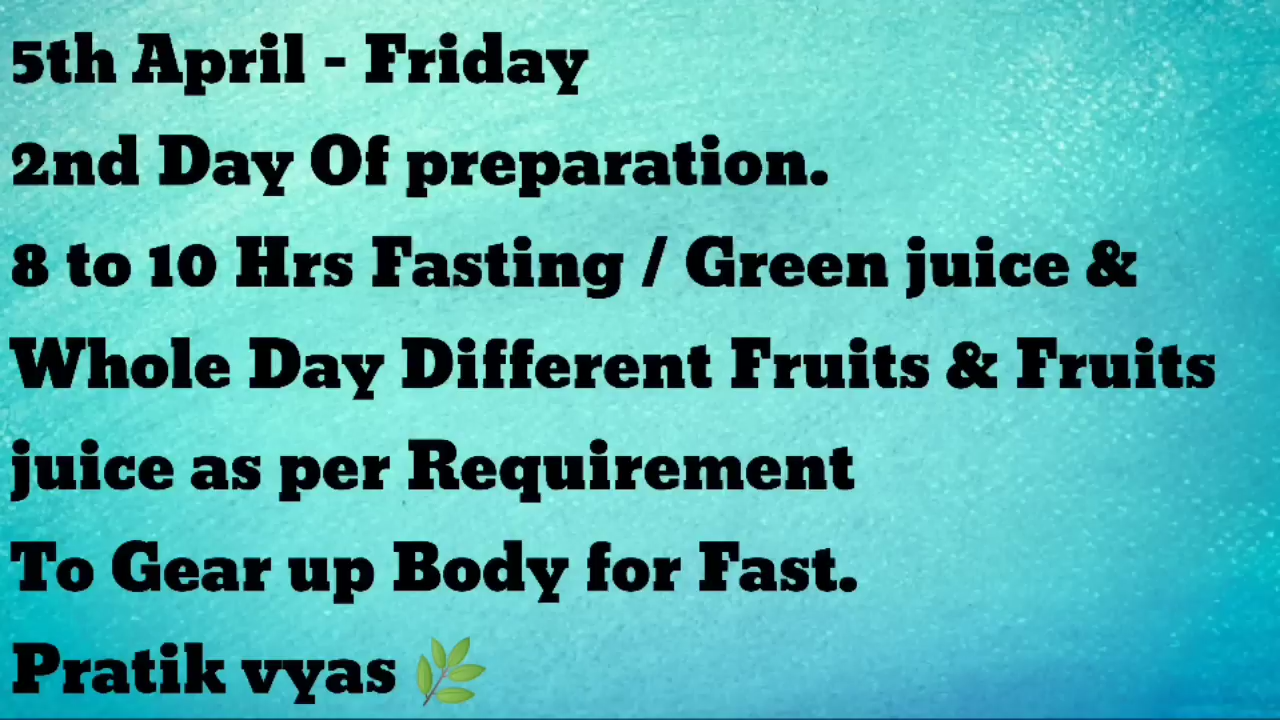 5th April - Friday
2nd Day Of preparation.
8 to 10 Hrs Fasting / Green juice &
Whole Day Different Fruits & Fruits
juice as per Requirement
To Gear up Body for Fast.
Pratik vyas 🌿